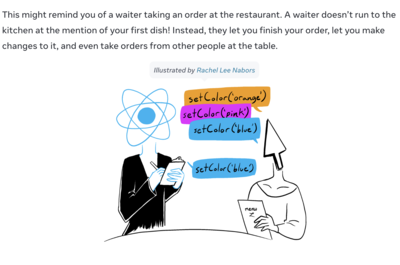 This might remind you of a waiter taking an order at the restaurant. A waiter doesn’t run to the
kitchen at the mention of your first dish! Instead, they let you finish your order, let you make
changes to it, and even take orders from other people at the table.
Illustrated by Rachel Lee Nabors
setColor('orange')
setColor('pink')
setColor('blue')
setColor('blue')
menu